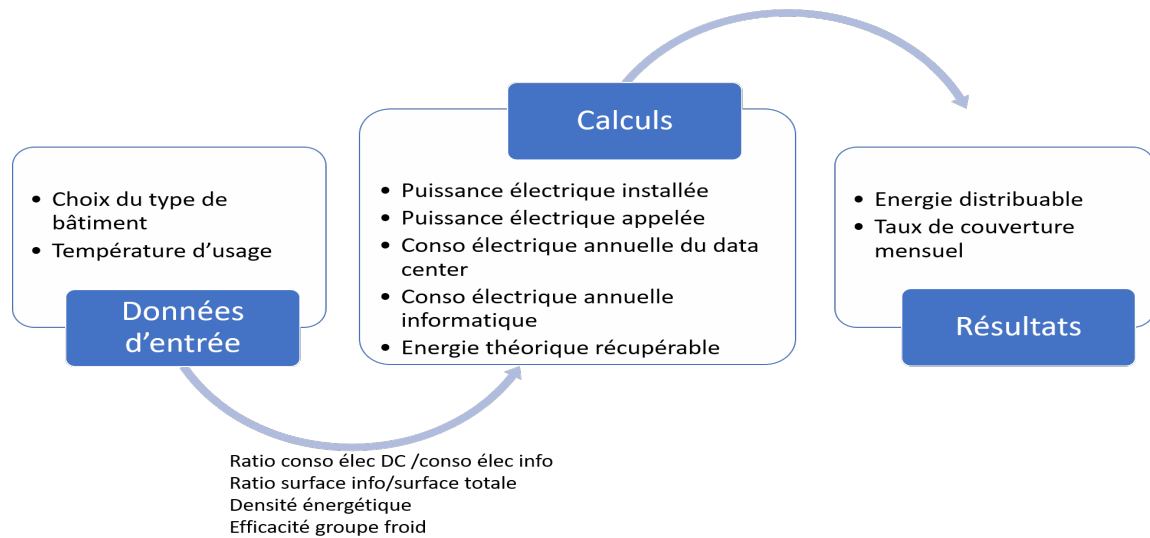 • Choix du type de
bâtiment
• Température d'usage
Données
d'entrée
Ratio conso élec DC /conso élec info
Ratio surface info/surface totale
Densité énergétique
Efficacité groupe froid
Calculs
• Puissance électrique installée
• Puissance électrique appelée
• Conso électrique annuelle du data
center
• Conso électrique annuelle
informatique
• Energie théorique récupérable
• Energie distribuable
• Taux de couverture
mensuel
Résultats